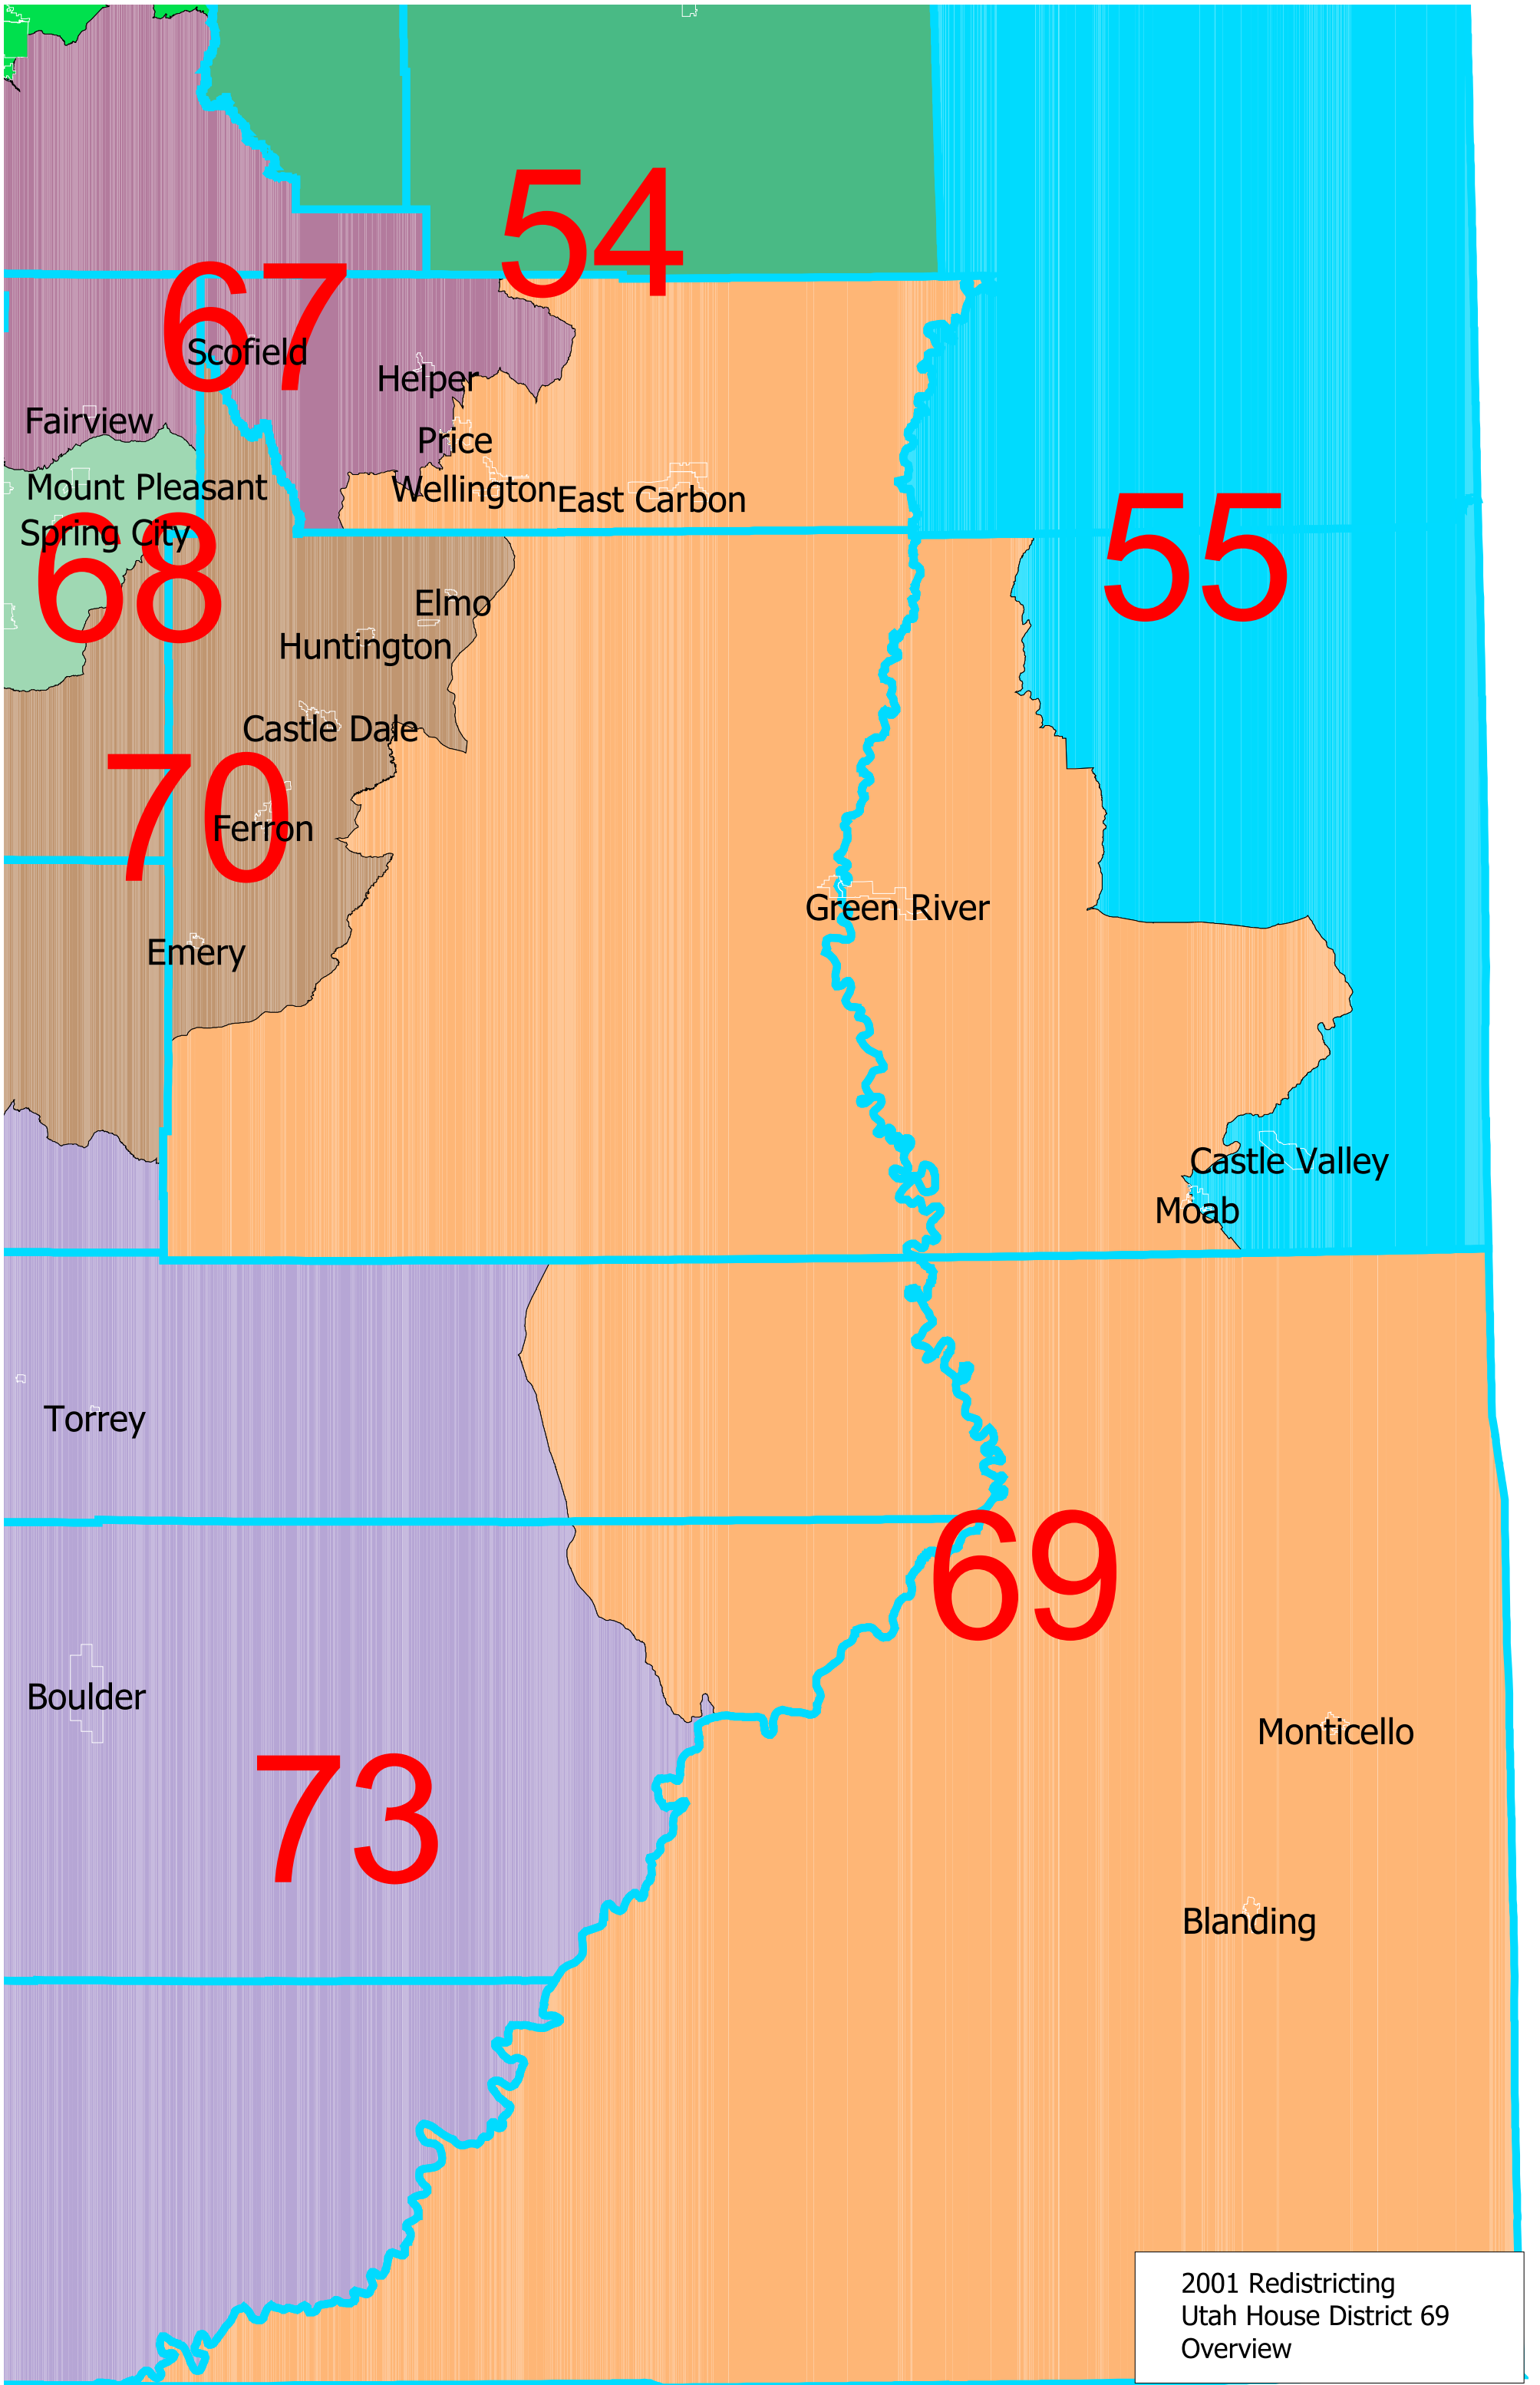 54
67
Scofield
Helper
Fairview
Price
Mount Pleasant
Wellington
East Carbon
Spring City
68
55
Elmo
Huntington
Castle Dale
70
Ferron
Green River
Emery
Castle Valley
Moab
Torrey
69
Boulder
Monticello
73
Blanding
2001 Redistricting
Utah House District 69
Overview